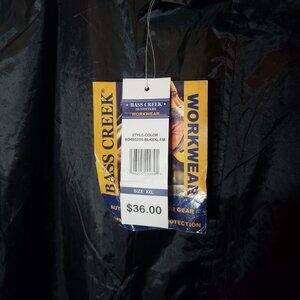 BASS CREEK
OUTFITTERS
WORKWEAR
STYLE-COLOR
SIZE: XXL
$36.00
BASS CREEK
WORKWEAR
GEAR
PROTECTION